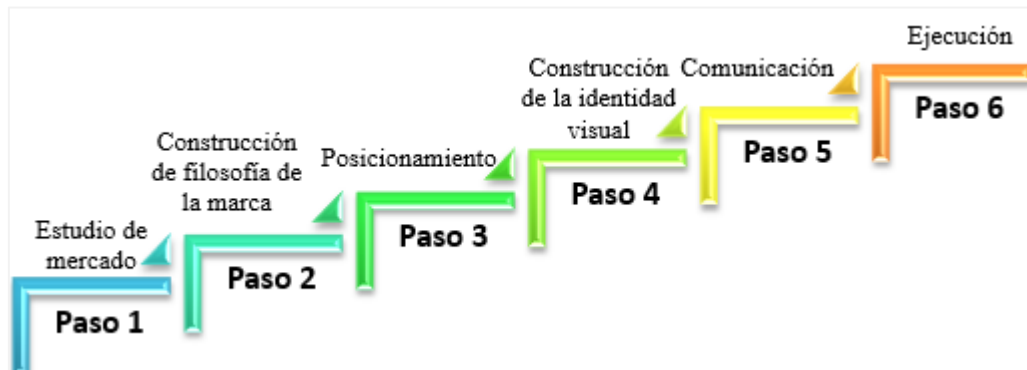 Estudio de
mercado
Paso 1
Construcción
de filosofía de
la marca
Paso 2
Posicionamiento
Paso 3
Construcción
de la identidad
visual
Paso 4
Comunicación
Paso 5
Ejecución
Paso 6